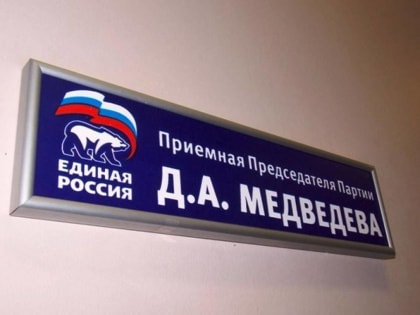 ЕДИНАЯ
РОССИЯ
Приемная Председателя Партии
Д.А. МЕДВЕДЕВА